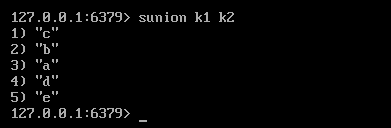 127.0.0.1:6379> sunion k1 k2
1) "c"
2) "b"
3) "a"
4) "d"
5) "e"
127.0.0.1:6379> _